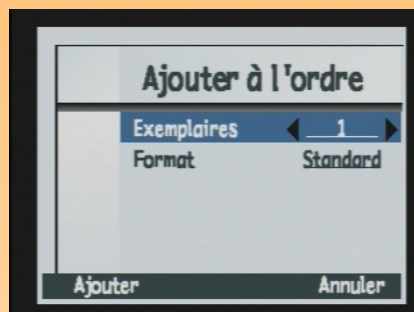 Ajouter à l'ordre
Exemplaires 1
Format Standard
Ajouter Annuler